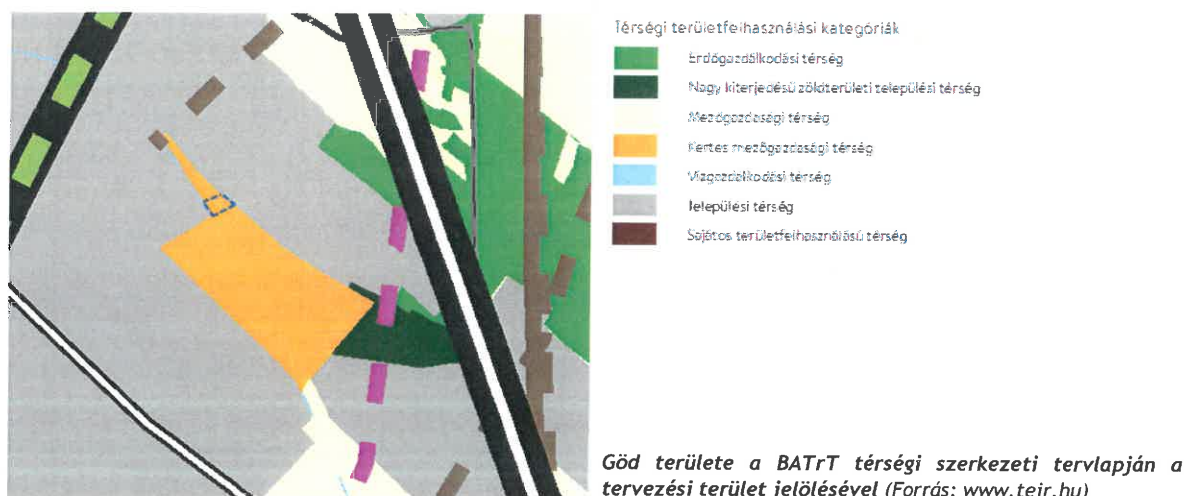 Térségi területfelhasználási kategóriák
Erdőgazdálkodási térség
Nagy kiterjedésű zöldterületi települési térség
Mezőgazdasági térség
Kertes mezőgazdasági térség
Vízgazdálkodási térség
Települési térség
Sajátos területfelhasználású térség
Göd területe a BATrT térségi szerkezeti tervlapján a
tervezési terület jelölésével (Forrás: www.teir.hu)